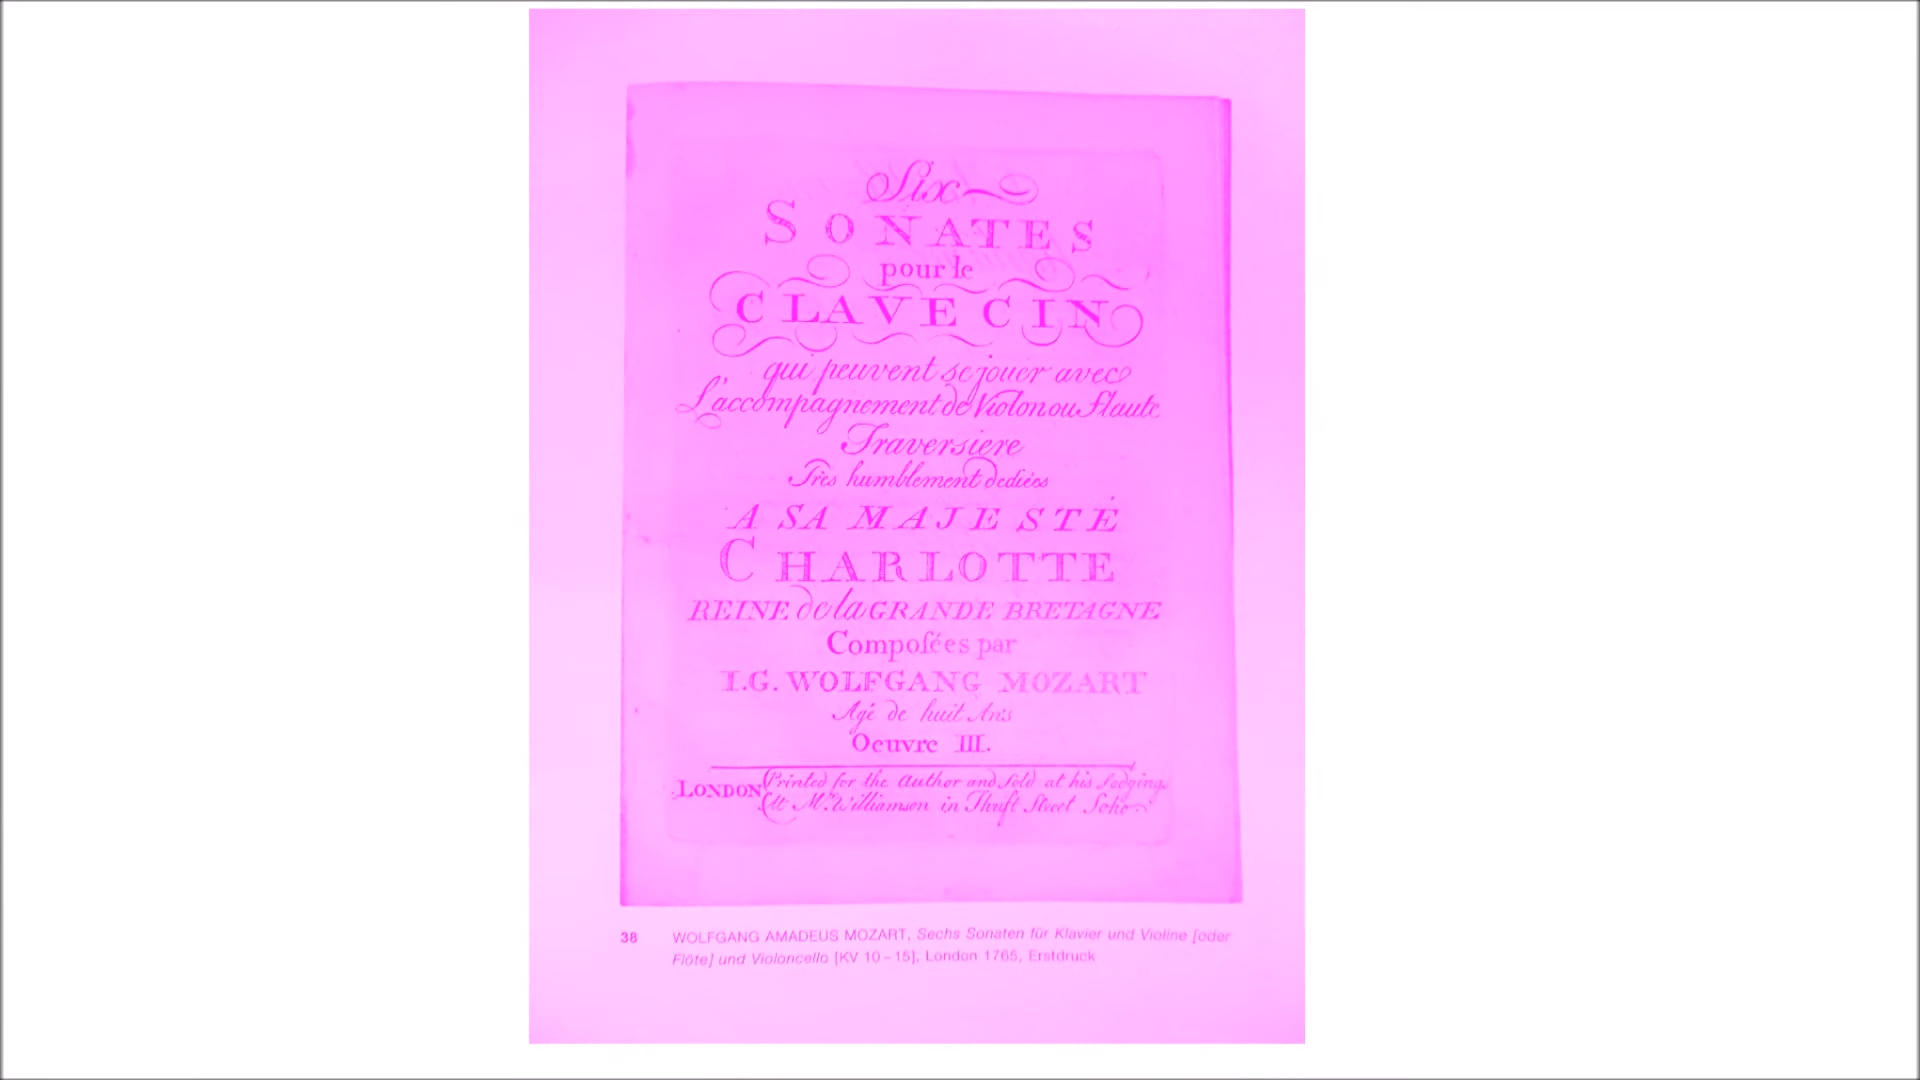 Six
SONATES
pour le
CLAVECIN
qui peuvent se jouer avec
L'accompagnement de Violon ou Flaute
Traversiere
Très humblement dediées
A SA MAJESTÉ
CHARLOTTE
REINE de la GRANDE BRETAGNE
Composées par
I.G. WOLFGANG MOZART
Agé de huit Ans
Oeuvre III.
LONDON Printed for the Author and Sold at his Lodgings
At Mr. Williamson in Thrift Street Soho
38 WOLFGANG AMADEUS MOZART, Sechs Sonaten für Klavier und Violine [oder
Flöte] und Violoncello [KV 10–15], London 1765, Erstdruck